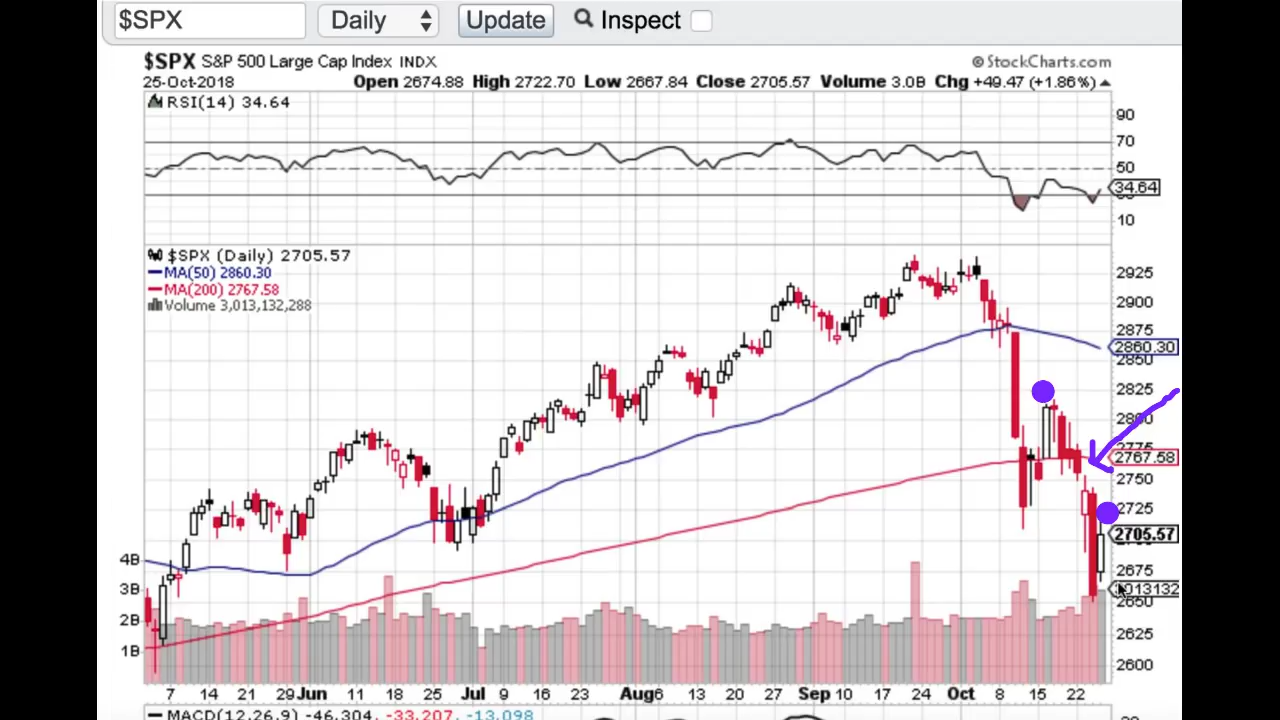 $SPX Daily Update Inspect
$SPX S&P 500 Large Cap Index INDX ©StockCharts.com
25-Oct-2018 Open 2674.88 High 2722.70 Low 2667.84 Close 2705.57 Volume 3.0B Chg +49.47 (+1.86%)
RSI(14) 34.64
90
70
50
34.64
10
$SPX (Daily) 2705.57
MA(50) 2860.30
MA(200) 2767.58
Volume 3,013,132,288
2925
2900
2875
2860.30
2850
2825
2800
2775
2767.58
2750
2725
2705.57
2700
2675
2650
2625
2600
4B
3B
2B
1B
7 14 21 29 Jun 11 18 25 Jul 9 16 23 Aug 6 13 20 27 Sep 10 17 24 Oct 8 15 22
MACD(12,26,9) -46.304, -33.207, -13.098